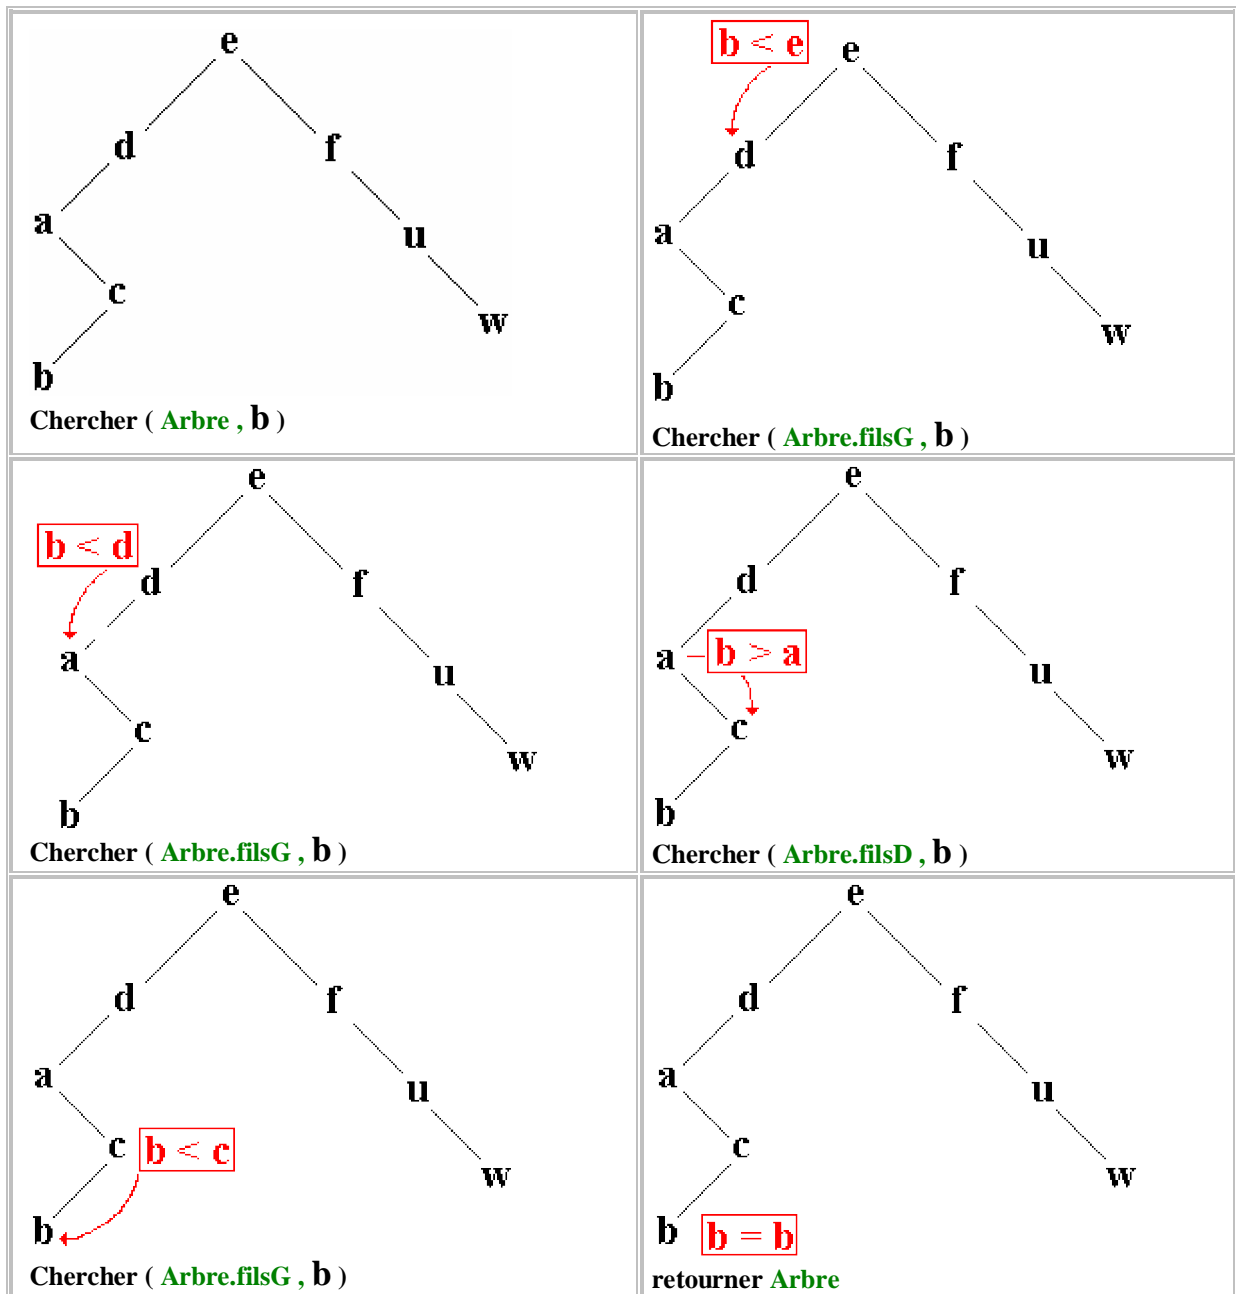 e
d f
a u
c
w
b
Chercher ( Arbre , b )
b < e
e
d f
a u
c
w
b
Chercher ( Arbre.filsG , b )
e
b < d
d f
a u
c
w
b
Chercher ( Arbre.filsG , b )
e
d f
a b > a u
c
w
b
Chercher ( Arbre.filsD , b )
e
d f
a u
c b < c
w
b
Chercher ( Arbre.filsG , b )
e
d f
a u
c
w
b b = b
retourner Arbre